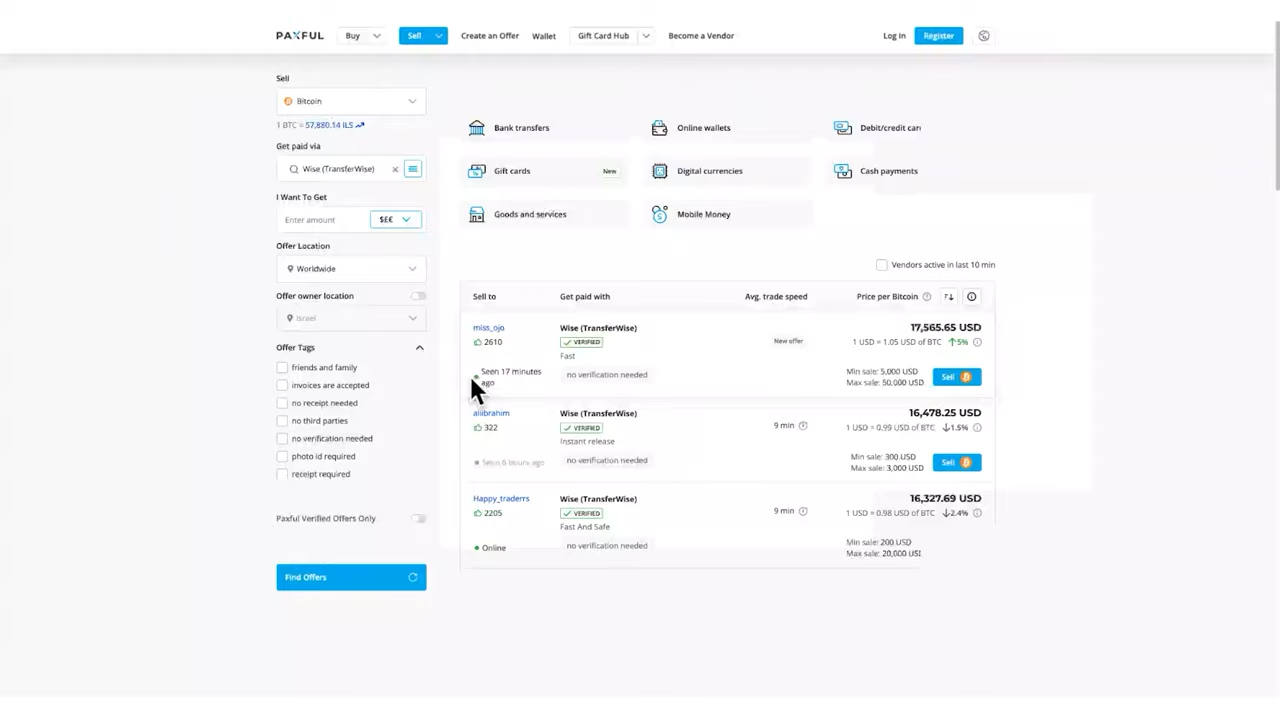 PAXFUL Buy Sell Create an Offer Wallet Gift Card Hub Become a Vendor Log In Register
Sell
Bitcoin
1 BTC = 57,880.14 ILS
Get paid via
Wise (TransferWise)
I Want To Get
Enter amount $££
Offer Location
Worldwide
Offer owner location
Israel
Offer Tags
friends and family
invoices are accepted
no receipt needed
no third parties
no verification needed
photo id required
receipt required
Paxful Verified Offers Only
Find Offers
Bank transfers Online wallets Debit/credit car
Gift cards New Digital currencies Cash payments
Goods and services Mobile Money
Vendors active in last 10 min
Sell to Get paid with Avg. trade speed Price per Bitcoin
miss_ojo Wise (TransferWise) 17,565.65 USD
2610 VERIFIED New offer 1 USD = 1.05 USD of BTC 5%
Fast
Seen 17 minutes ago no verification needed Min sale: 5,000 USD Sell
Max sale: 50,000 USD
aliibrahim Wise (TransferWise) 16,478.25 USD
322 VERIFIED 9 min 1 USD = 0.99 USD of BTC 1.5%
Instant release
Seen 6 hours ago no verification needed Min sale: 300 USD Sell
Max sale: 3,000 USD
Happy_traderrs Wise (TransferWise) 16,327.69 USD
2205 VERIFIED 9 min 1 USD = 0.98 USD of BTC 2.4%
Fast And Safe
Online no verification needed Min sale: 200 USD
Max sale: 20,000 USD